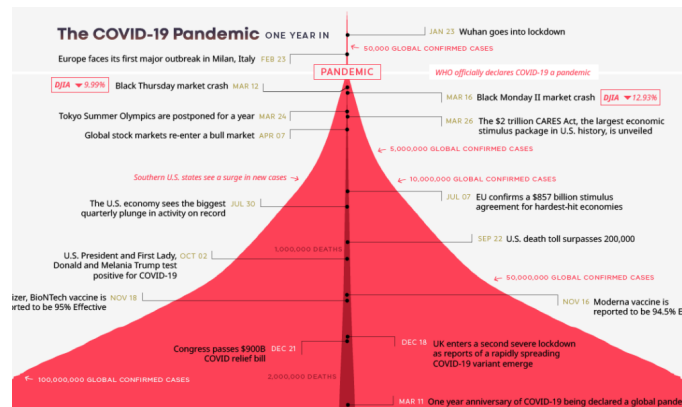 The COVID-19 Pandemic ONE YEAR IN
JAN 23 Wuhan goes into lockdown
50,000 GLOBAL CONFIRMED CASES
Europe faces its first major outbreak in Milan, Italy FEB 23
PANDEMIC
WHO officially declares COVID-19 a pandemic
DJIA ▼ 9.99% Black Thursday market crash MAR 12
MAR 16 Black Monday II market crash DJIA ▼ 12.93%
Tokyo Summer Olympics are postponed for a year MAR 24
MAR 26 The $2 trillion CARES Act, the largest economic
stimulus package in U.S. history, is unveiled
Global stock markets re-enter a bull market APR 07
5,000,000 GLOBAL CONFIRMED CASES
Southern U.S. states see a surge in new cases
10,000,000 GLOBAL CONFIRMED CASES
JUL 07 EU confirms a $857 billion stimulus
agreement for hardest-hit economies
The U.S. economy sees the biggest JUL 30
quarterly plunge in activity on record
SEP 22 U.S. death toll surpasses 200,000
1,000,000 DEATHS
U.S. President and First Lady, OCT 02
Donald and Melania Trump test
positive for COVID-19
50,000,000 GLOBAL CONFIRMED CASES
izer, BioNTech vaccine is NOV 18
orted to be 95% Effective
NOV 16 Moderna vaccine is
reported to be 94.5% E
Congress passes $900B DEC 21
COVID relief bill
DEC 18 UK enters a second severe lockdown
as reports of a rapidly spreading
COVID-19 variant emerge
100,000,000 GLOBAL CONFIRMED CASES
2,000,000 DEATHS
MAR 11 One year anniversary of COVID-19 being declared a global pande